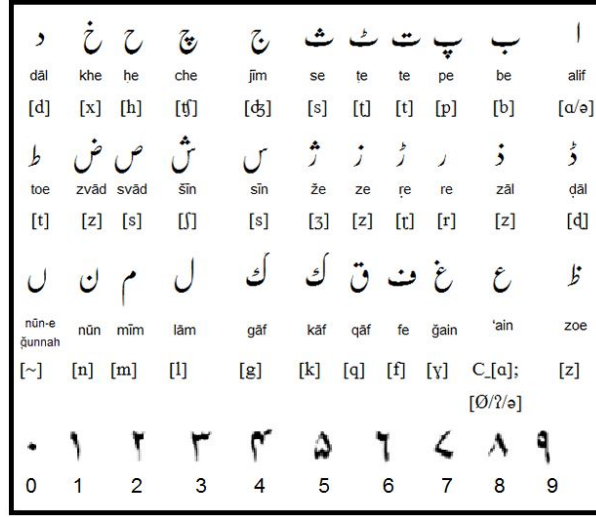 ا ب پ ت ٹ ث ج چ ح خ د
alif be pe te ṭe se jīm che ḥe khe dāl
[ɑ/ə] [b] [p] [t] [ʈ] [s] [ʤ] [ʧ] [h] [x] [d]
ڈ ذ ر ڑ ز ژ س ش ص ض ط
ḍāl zāl re ṛe ze že sīn šīn svād zvād toe
[ɖ] [z] [r] [ɽ] [z] [ʒ] [s] [ʃ] [s] [z] [t]
ظ ع غ ف ق ك ك ل م ن ں
zoe 'ain ğain fe qāf kāf gāf lām mīm nūn nūn-e ğunnah
[z] C_[ɑ]; [Ø/ʔ/ə] [ɣ] [f] [q] [k] [g] [l] [m] [n] [~]
۰ ۱ ۲ ۳ ۴ ۵ ۶ ۷ ۸ ۹
0 1 2 3 4 5 6 7 8 9